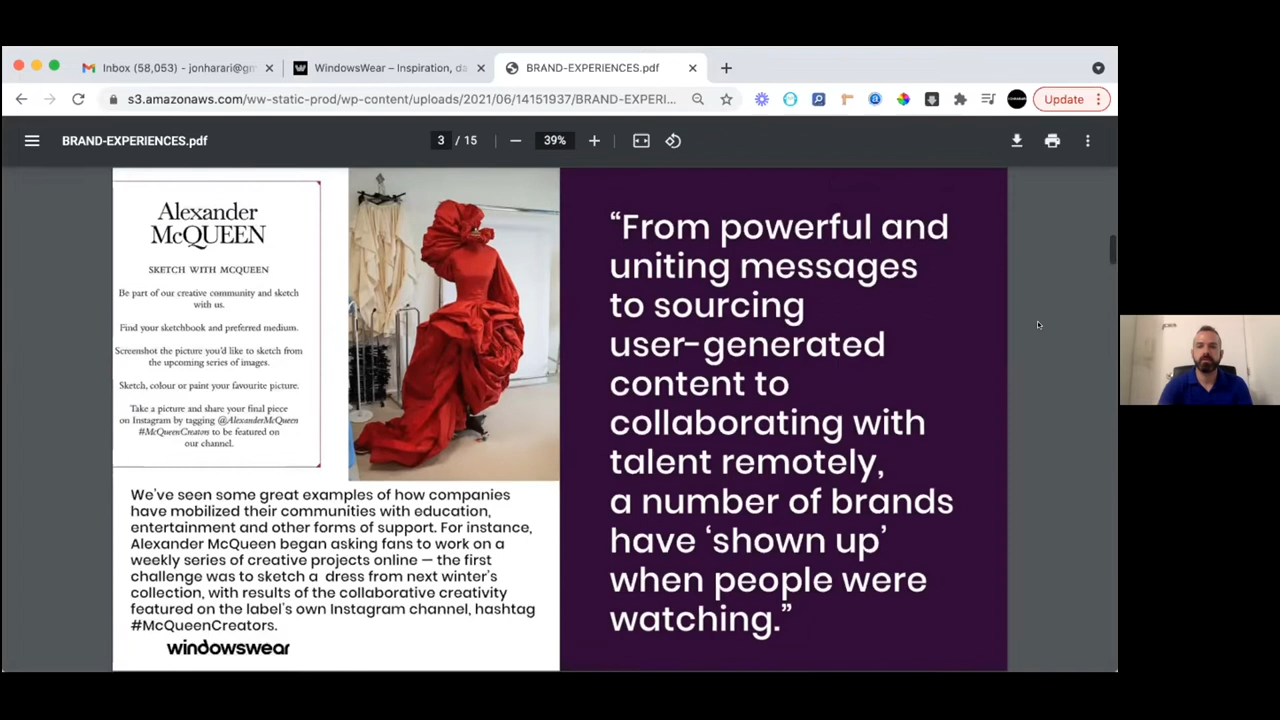 Inbox (58,053) - jonharari@gm
WindowsWear – Inspiration, da
BRAND-EXPERIENCES.pdf
s3.amazonaws.com/ww-static-prod/wp-content/uploads/2021/06/14151937/BRAND-EXPERI...
Update
BRAND-EXPERIENCES.pdf
3 / 15
39%
Alexander
McQUEEN
SKETCH WITH MCQUEEN
Be part of our creative community and sketch
with us.
Find your sketchbook and preferred medium.
Screenshot the picture you'd like to sketch from
the upcoming series of images.
Sketch, colour or paint your favourite picture.
Take a picture and share your final piece
on Instagram by tagging @AlexanderMcQueen
#McQueenCreators to be featured on
our channel.
We've seen some great examples of how companies
have mobilized their communities with education,
entertainment and other forms of support. For instance,
Alexander McQueen began asking fans to work on a
weekly series of creative projects online — the first
challenge was to sketch a dress from next winter's
collection, with results of the collaborative creativity
featured on the label's own Instagram channel, hashtag
#McQueenCreators.
windowswear
“From powerful and
uniting messages
to sourcing
user-generated
content to
collaborating with
talent remotely,
a number of brands
have ‘shown up’
when people were
watching.”